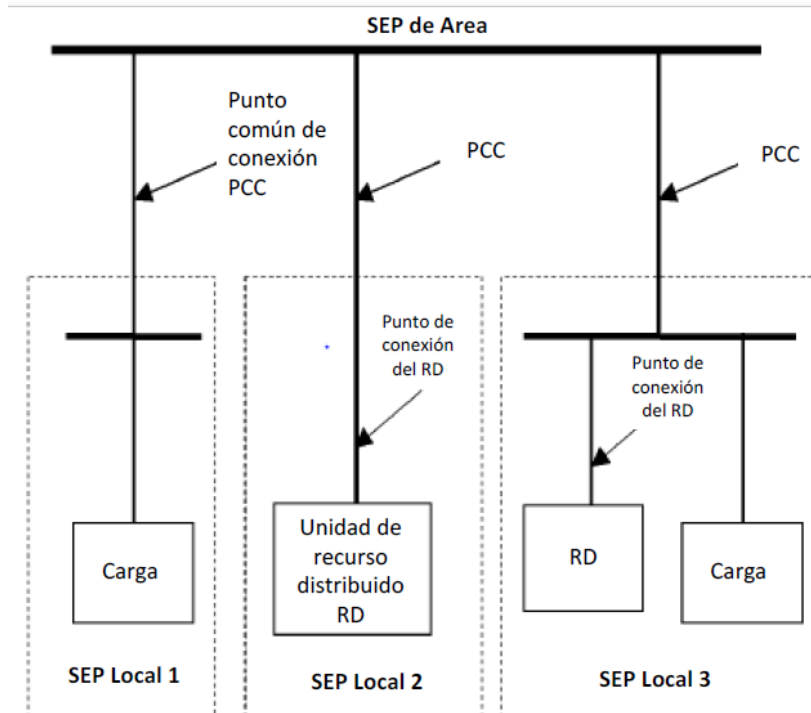 SEP de Area
Punto
común de
conexión
PCC
PCC
PCC
Punto de
conexión
del RD
Punto de
conexión
del RD
Carga
Unidad de
recurso
distribuido
RD
RD
Carga
SEP Local 1
SEP Local 2
SEP Local 3